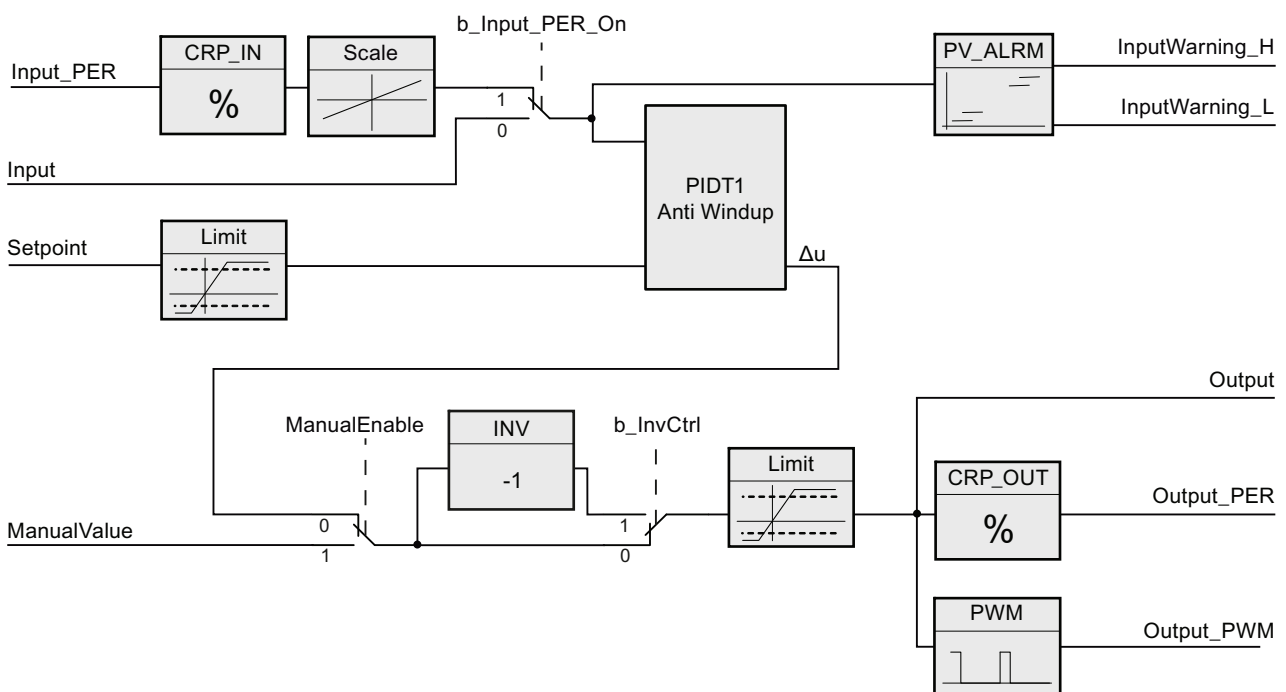 b_Input_PER_On
CRP_IN
Scale
PV_ALRM
InputWarning_H
Input_PER
%
1
0
InputWarning_L
Input
PIDT1
Anti Windup
Setpoint
Limit
Δu
Output
ManualEnable
INV
b_InvCtrl
-1
Limit
CRP_OUT
Output_PER
%
ManualValue
0
1
1
0
PWM
Output_PWM